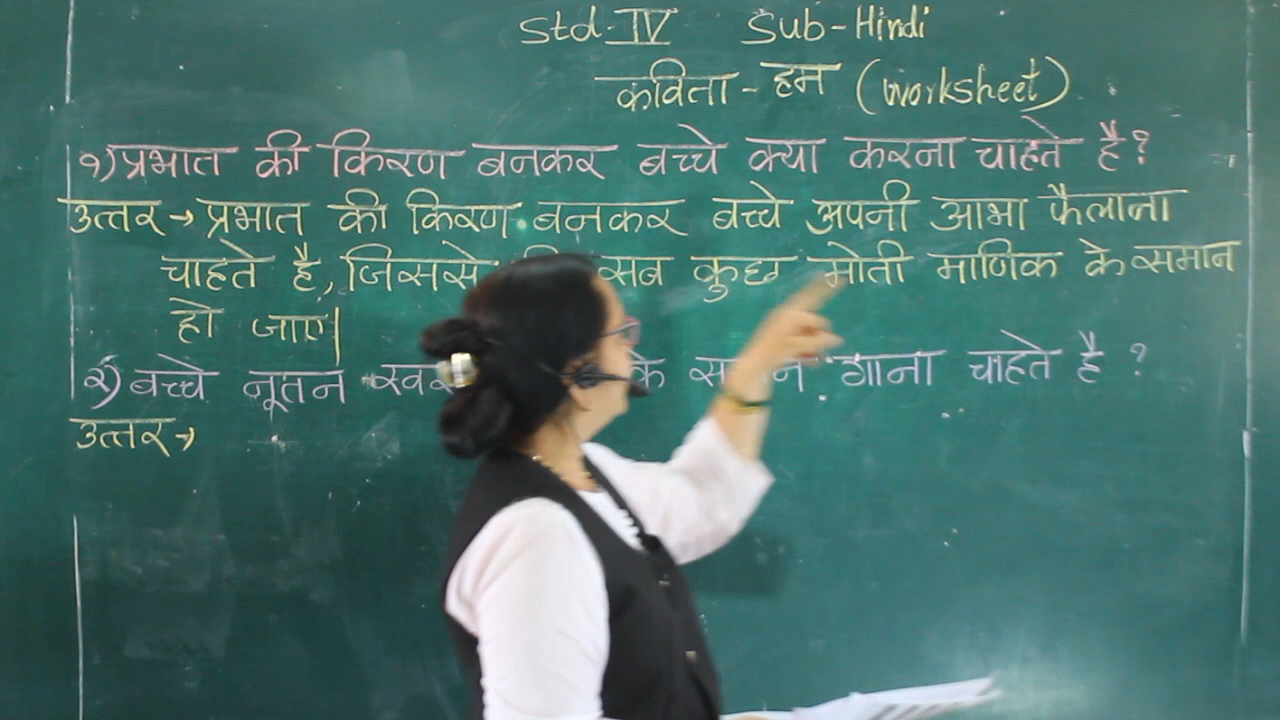 Std-IV Sub-Hindi
कविता - हम (Worksheet)
१) प्रभात की किरण बनकर बच्चे क्या करना चाहते है?
उत्तर → प्रभात की किरण बनकर बच्चे अपनी आभा फैलाना
चाहते है, जिससे सब कुछ मोती माणिक के समान
हो जाए|
२) बच्चे नूतन के गाना चाहते है ?
उत्तर →